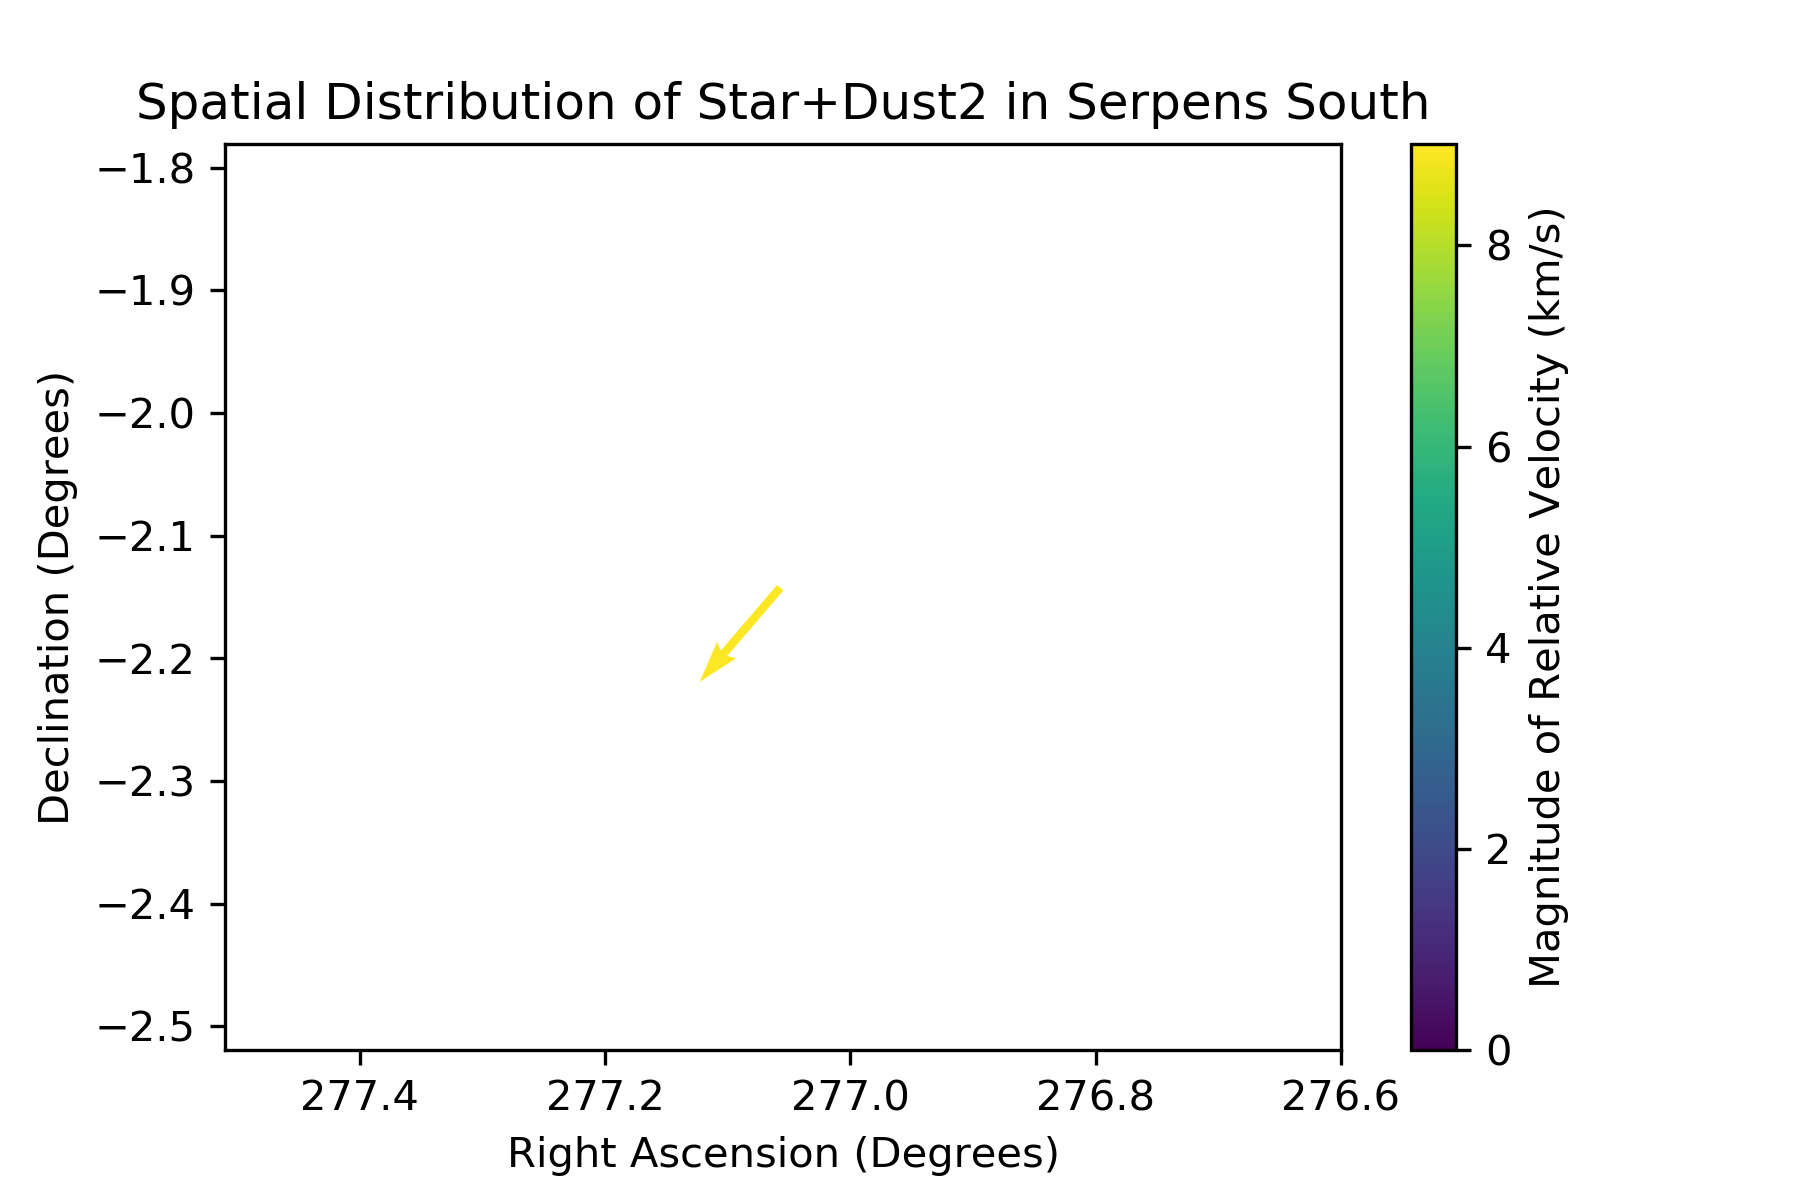 Spatial Distribution of Star+Dust2 in Serpens South
Declination (Degrees)
−1.8
−1.9
−2.0
−2.1
−2.2
−2.3
−2.4
−2.5
277.4 277.2 277.0 276.8 276.6
Right Ascension (Degrees)
8
6
4
2
0
Magnitude of Relative Velocity (km/s)